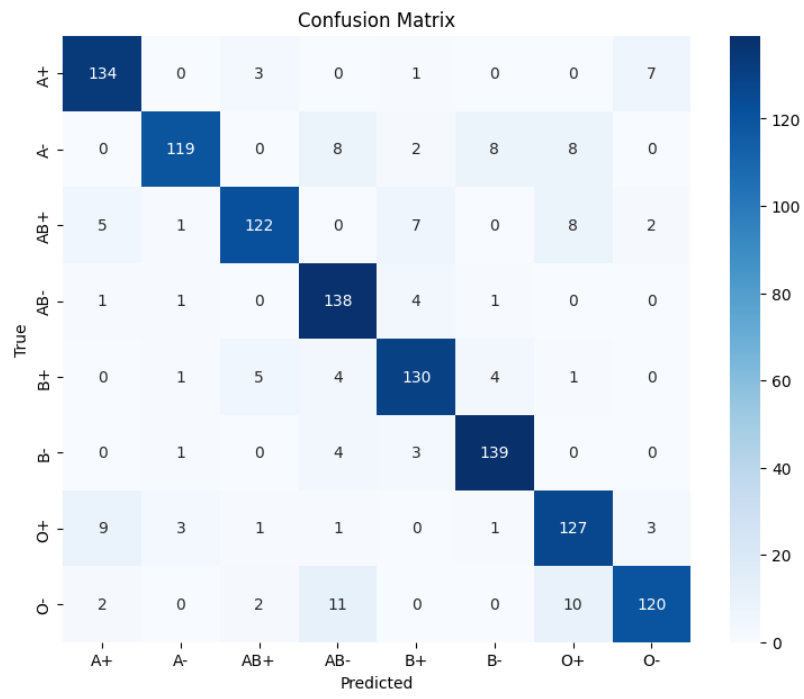 Confusion Matrix
A+ 134 0 3 0 1 0 0 7
A- 0 119 0 8 2 8 8 0
AB+ 5 1 122 0 7 0 8 2
AB- 1 1 0 138 4 1 0 0
B+ 0 1 5 4 130 4 1 0
B- 0 1 0 4 3 139 0 0
O+ 9 3 1 1 0 1 127 3
O- 2 0 2 11 0 0 10 120
A+ A- AB+ AB- B+ B- O+ O-
Predicted
True
120
100
80
60
40
20
0